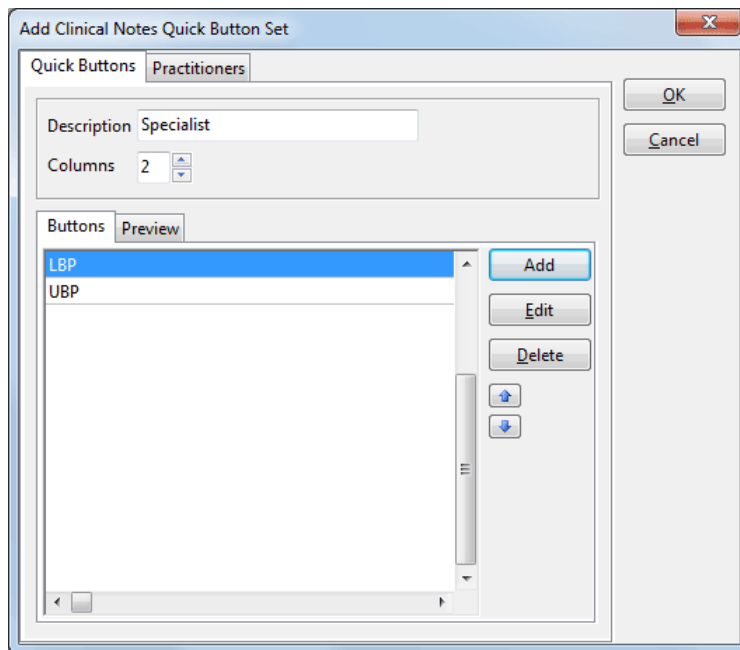 Add Clinical Notes Quick Button Set
Quick Buttons Practitioners
OK
Description Specialist
Cancel
Columns 2
Buttons Preview
LBP
Add
UBP
Edit
Delete